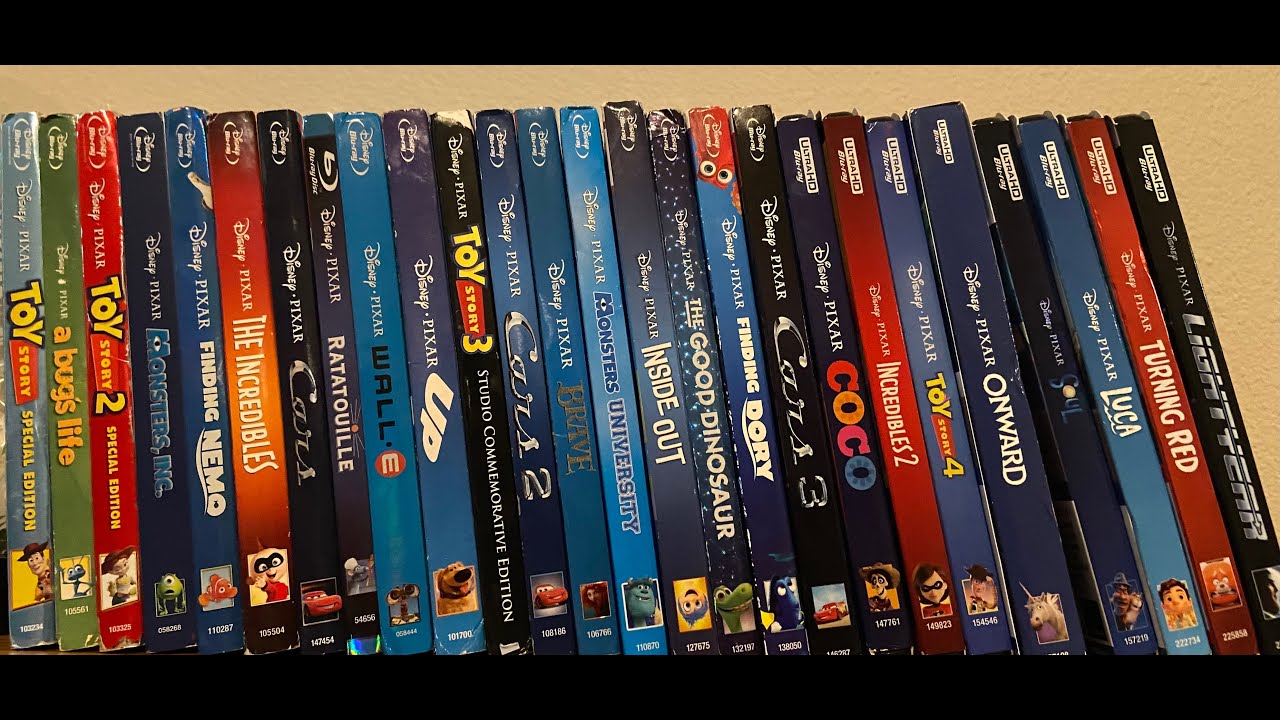 Disney Blu-ray DISNEY · PIXAR TOY STORY SPECIAL EDITION 103234
Disney Blu-ray DISNEY · PIXAR a bug's life 105561
Disney Blu-ray DISNEY · PIXAR TOY STORY 2 SPECIAL EDITION 103325
Disney Blu-ray DISNEY · PIXAR MONSTERS, INC. 058268
Disney Blu-ray DISNEY · PIXAR FINDING NEMO 110287
Disney Blu-ray DISNEY · PIXAR THE INCREDIBLES 105504
Disney Blu-ray DISNEY · PIXAR Cars 147454
Blu-ray Disc DISNEY · PIXAR RATATOUILLE 54656
Disney Blu-ray DISNEY · PIXAR WALL·E 058444
Disney Blu-ray DISNEY · PIXAR UP 101700
Disney Blu-ray DISNEY · PIXAR TOY STORY 3 STUDIO COMMEMORATIVE EDITION
Disney Blu-ray DISNEY · PIXAR Cars 2 108186
Disney Blu-ray DISNEY · PIXAR BRAVE 106766
Disney Blu-ray DISNEY · PIXAR MONSTERS UNIVERSITY 110870
Disney Blu-ray DISNEY · PIXAR INSIDE OUT 127675
Disney Blu-ray DISNEY · PIXAR THE GOOD DINOSAUR 132197
Disney Blu-ray DISNEY · PIXAR FINDING DORY 138050
Disney Blu-ray DISNEY · PIXAR Cars 3 146287
ULTRA HD Blu-ray DISNEY · PIXAR COCO 147761
ULTRA HD Blu-ray DISNEY · PIXAR INCREDIBLES 2 149823
ULTRA HD Blu-ray DISNEY · PIXAR TOY STORY 4 154546
ULTRA HD Blu-ray DISNEY · PIXAR ONWARD
ULTRA HD Blu-ray DISNEY · PIXAR SOUL 157219
ULTRA HD Blu-ray DISNEY · PIXAR LUCA 222734
ULTRA HD Blu-ray DISNEY · PIXAR TURNING RED 225858
ULTRA HD Blu-ray DISNEY · PIXAR LIGHTYEAR